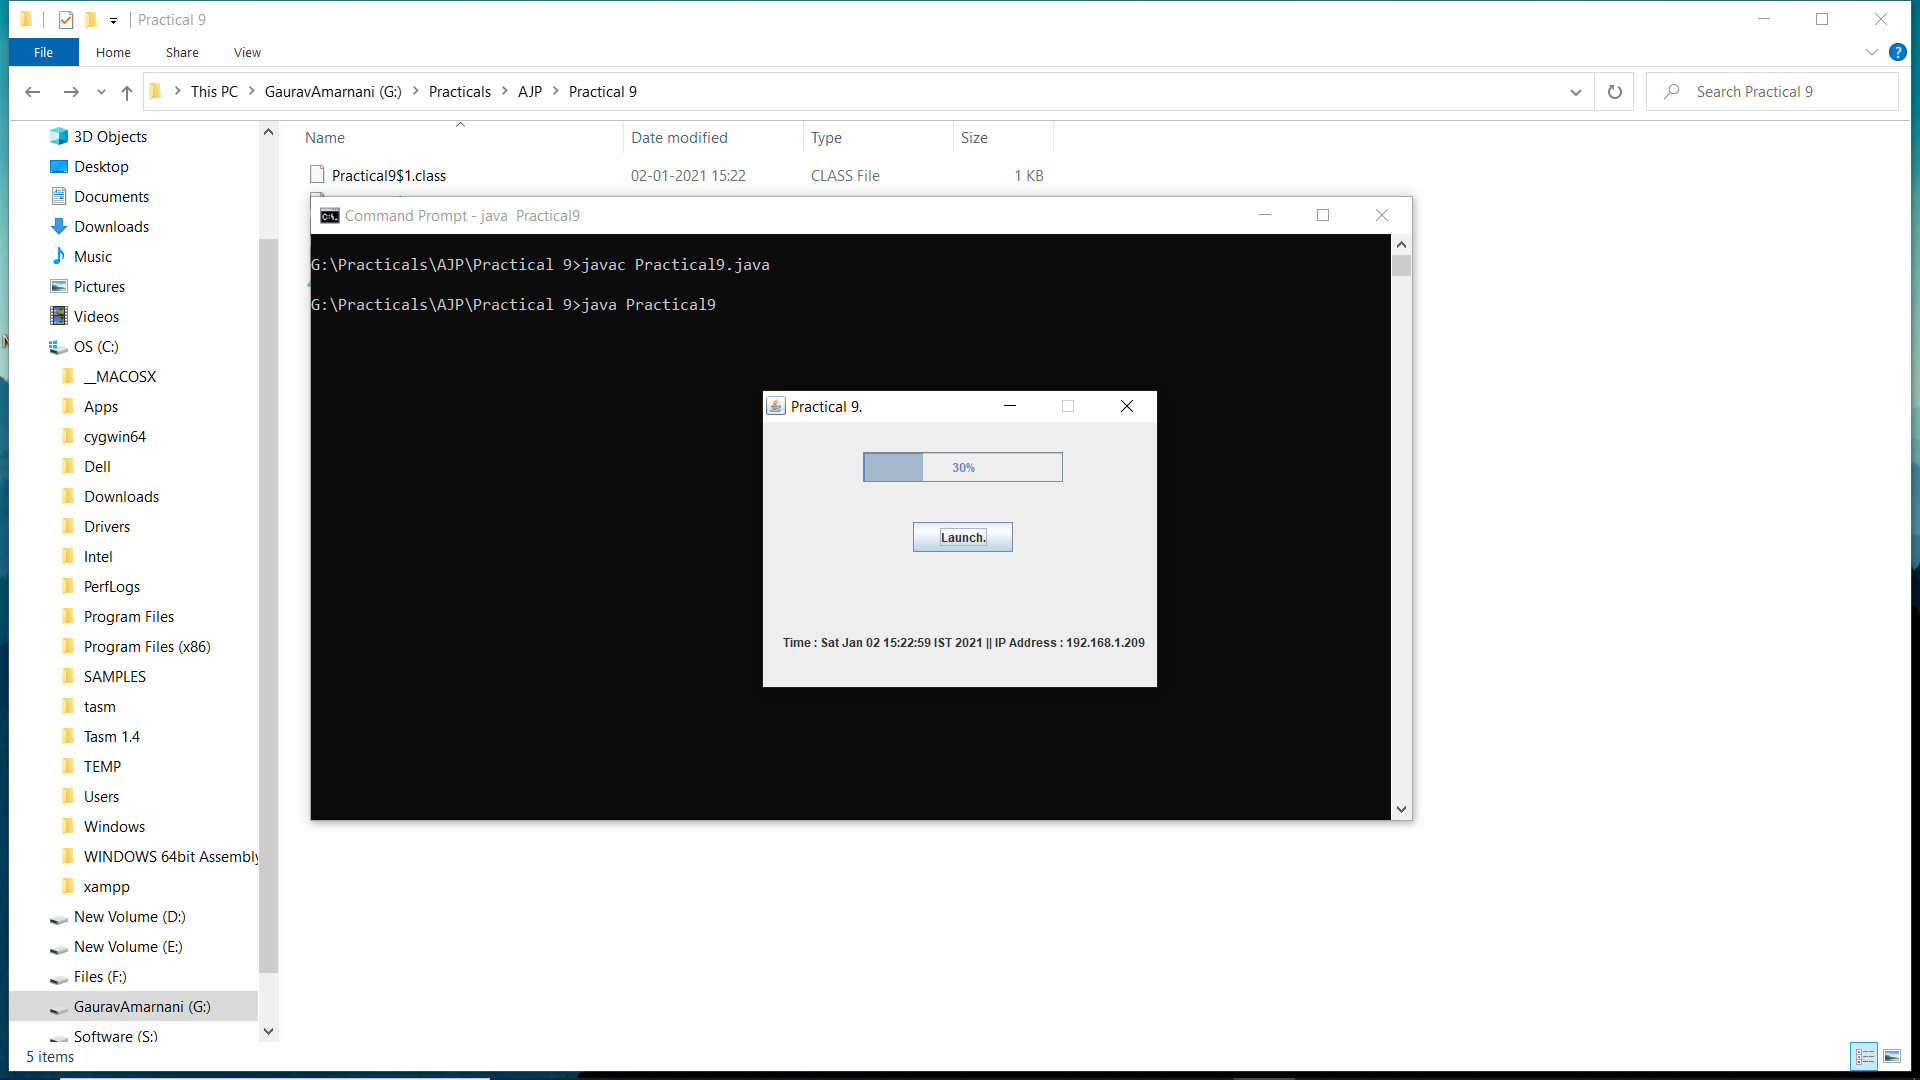 Practical 9
File Home Share View
This PC GauravAmarnani (G:) Practicals AJP Practical 9
Search Practical 9
Name Date modified Type Size
Practical9$1.class 02-01-2021 15:22 CLASS File 1 KB
3D Objects
Desktop
Documents
Downloads
Music
Pictures
Videos
OS (C:)
__MACOSX
Apps
cygwin64
Dell
Downloads
Drivers
Intel
PerfLogs
Program Files
Program Files (x86)
SAMPLES
tasm
Tasm 1.4
TEMP
Users
Windows
WINDOWS 64bit Assembly
xampp
New Volume (D:)
New Volume (E:)
Files (F:)
GauravAmarnani (G:)
Software (S:)
5 items
Command Prompt - java  Practical9
G:\Practicals\AJP\Practical 9>javac Practical9.java
G:\Practicals\AJP\Practical 9>java Practical9
Practical 9.
30%
Launch.
Time : Sat Jan 02 15:22:59 IST 2021 || IP Address : 192.168.1.209